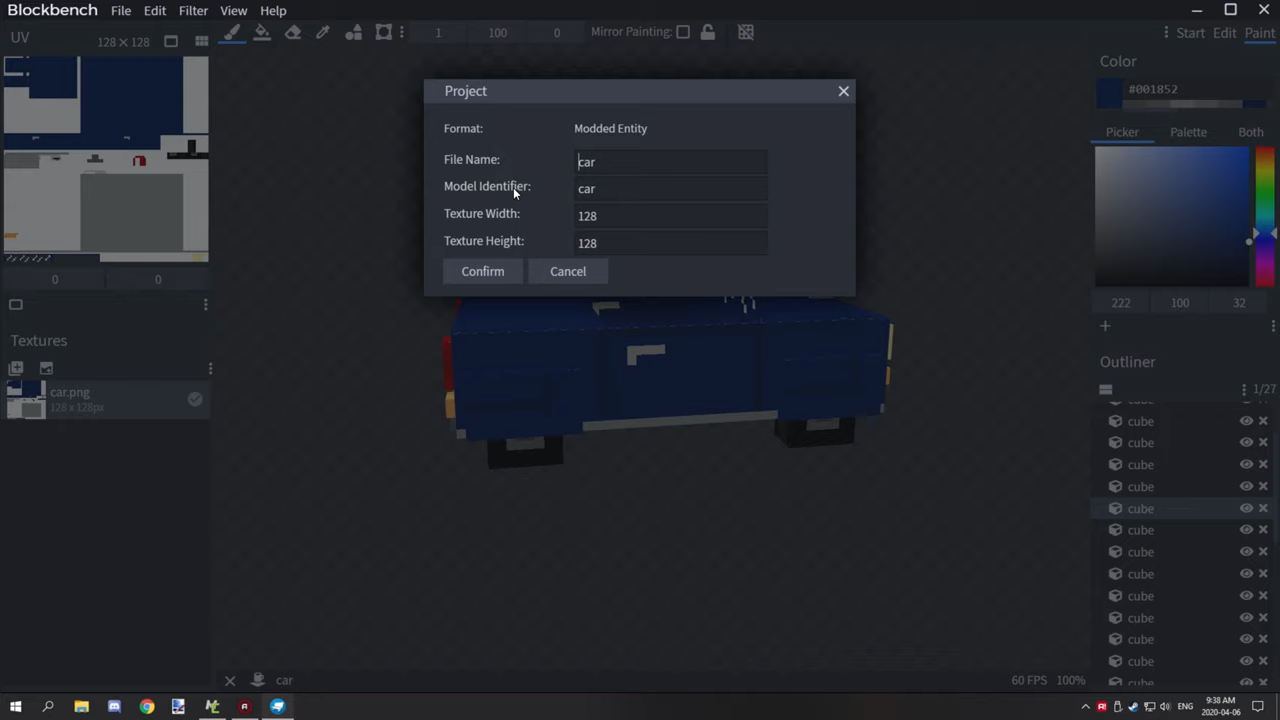 Blockbench File Edit Filter View Help
UV 128 × 128
1 100 0 Mirror Painting:
Start Edit Paint
Project
Format: Modded Entity
File Name: car
Model Identifier: car
Texture Width: 128
Texture Height: 128
Confirm Cancel
Color
#001852
Picker Palette Both
222 100 32
0 0
Textures
car.png
128 x 128px
Outliner
1/27
cube
cube
cube
cube
cube
cube
cube
cube
cube
cube
cube
cube
cube
car
60 FPS 100%
ENG
9:38 AM
2020-04-06